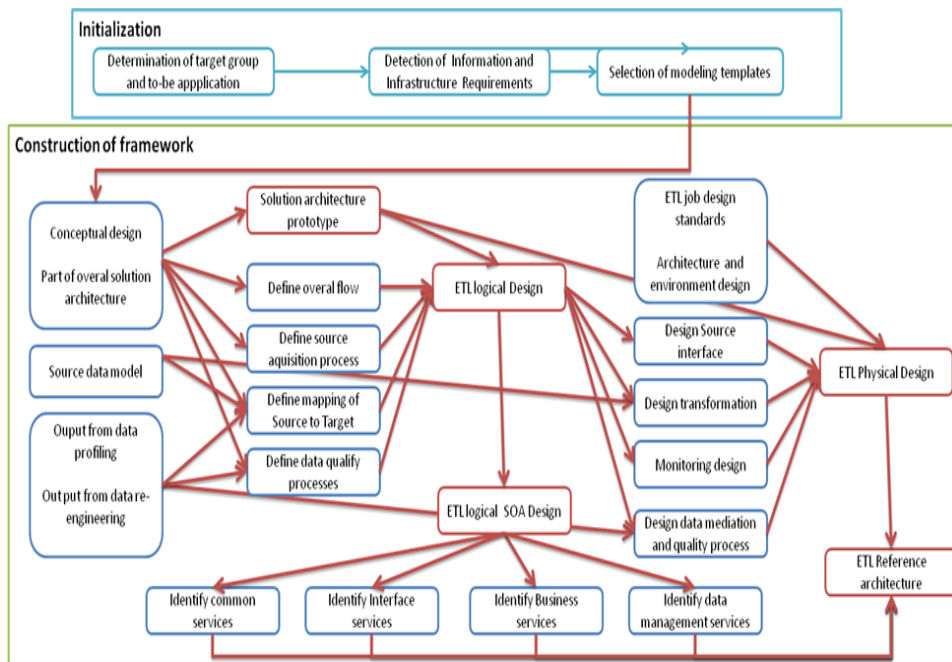 Initialization
Determination of target group
and to-be appplication
Detection of Information and
Infrastructure Requirements
Selection of modeling templates
Construction of framework
Conceptual design
Part of overal solution
architecture
Solution architecture
prototype
ETL job design
standards
Architecture and
environment design
Define overal flow
ETL logical Design
Define source
aquisition process
Design Source
interface
Source data model
ETL Physical Design
Define mapping of
Source to Target
Design transformation
Ouput from data
profiling
Output from data re-
engineering
Define data qualify
processes
Monitoring design
ETL logical SOA Design
Design data mediation
and quality process
ETL Reference
architecture
Identify common
services
Identify Interface
services
Identify Business
services
Identify data
management services